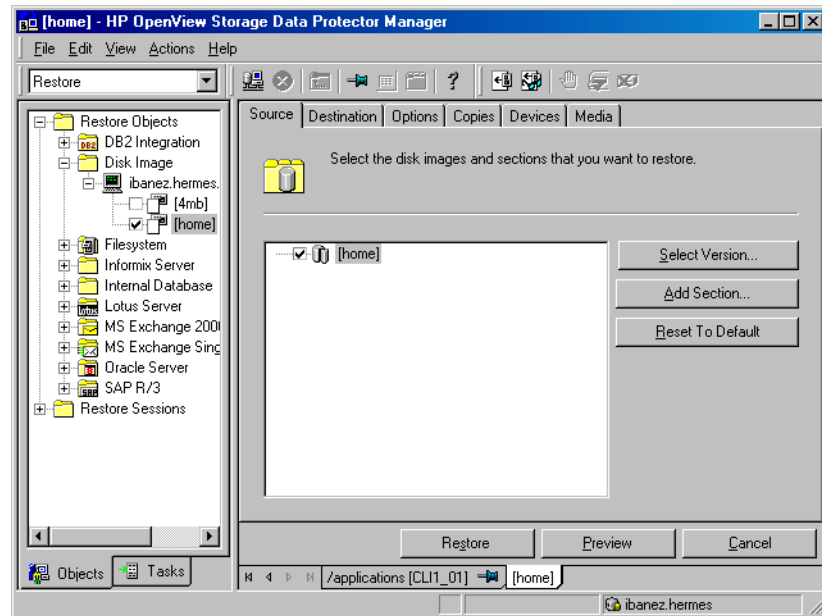 [home] - HP OpenView Storage Data Protector Manager
File Edit View Actions Help
Restore
Restore Objects
DB2 Integration
Disk Image
ibanez.hermes.
[4mb]
[home]
Filesystem
Informix Server
Internal Database
Lotus Server
MS Exchange 200
MS Exchange Sing
Oracle Server
SAP R/3
Restore Sessions
Objects Tasks
Source Destination Options Copies Devices Media
Select the disk images and sections that you want to restore.
[home]
Select Version...
Add Section...
Reset To Default
Restore Preview Cancel
/applications [CLI1_01] [home]
ibanez.hermes